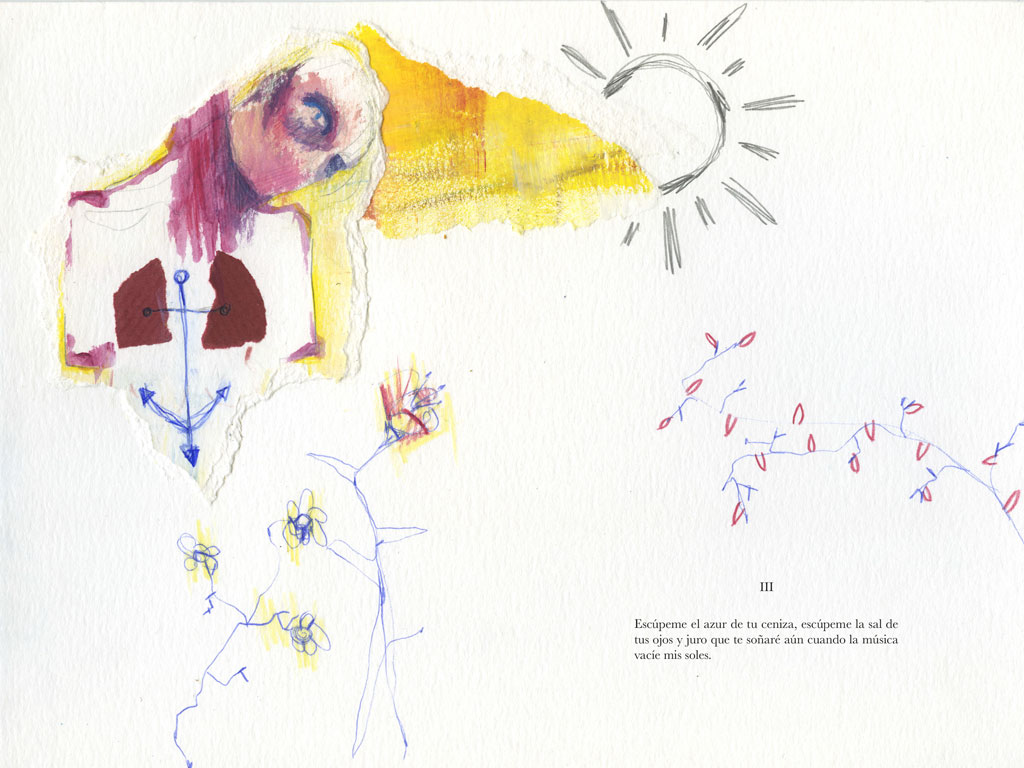 III
Escúpeme el azur de tu ceniza, escúpeme la sal de
tus ojos y juro que te soñaré aún cuando la música
vacíe mis soles.